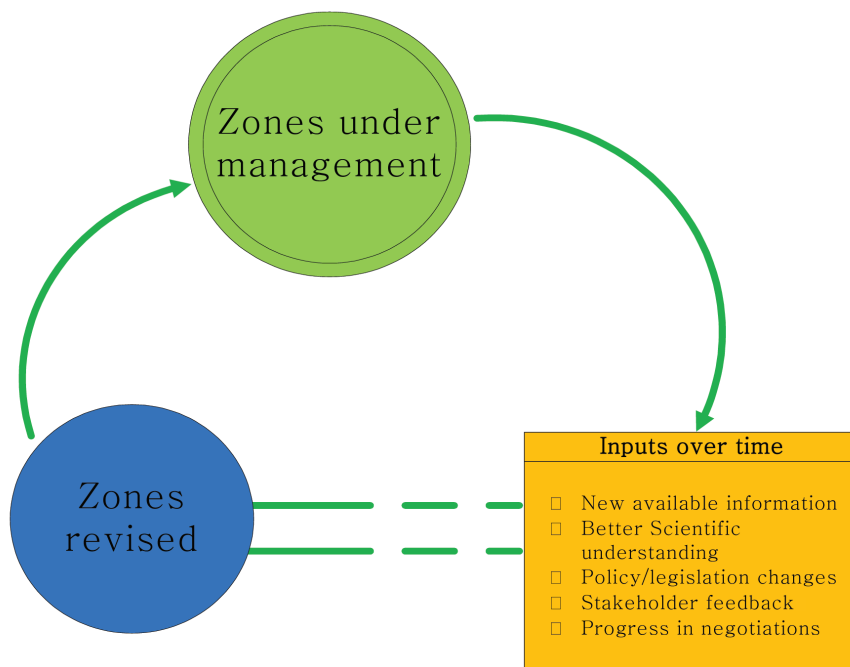 Zones under
management
Zones
revised
Inputs over time
□ New available information
□ Better Scientific
understanding
□ Policy/legislation changes
□ Stakeholder feedback
□ Progress in negotiations